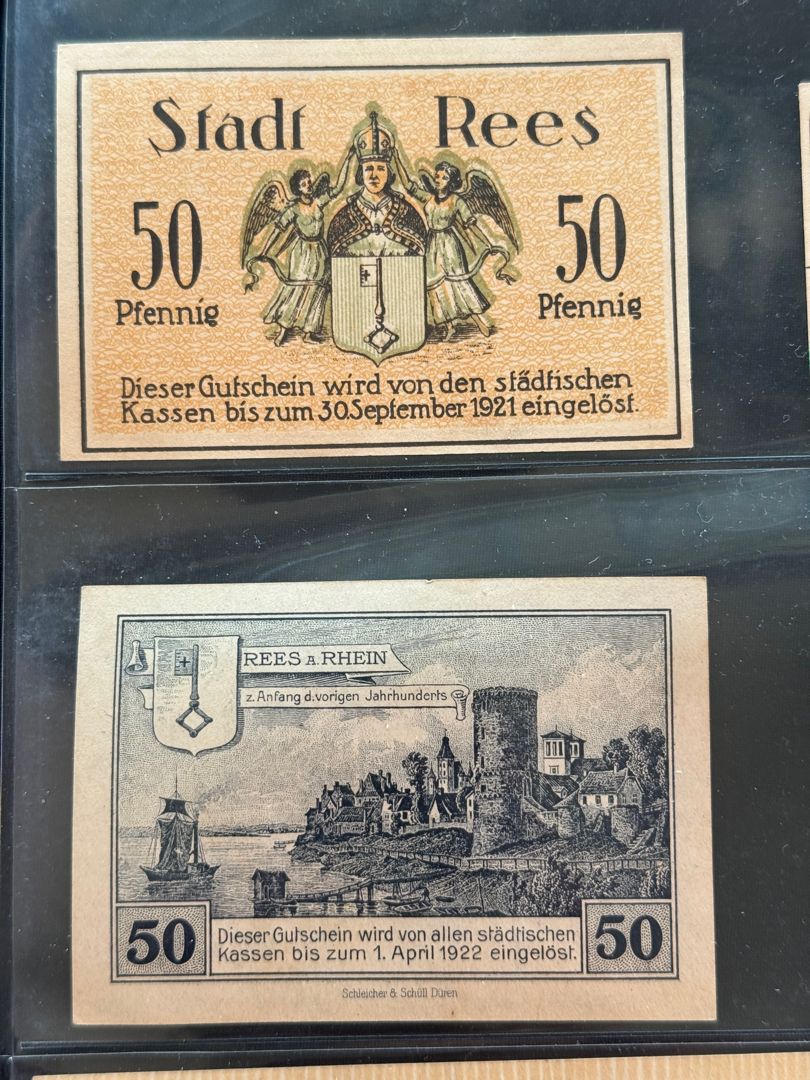 Stadt Rees
50 50
Pfennig Pfennig
Dieser Gutschein wird von den städtischen
Kassen bis zum 30.September 1921 eingelöst.
REES A. RHEIN
z. Anfang d. vorigen Jahrhunderts
50 50
Dieser Gutschein wird von allen städtischen
Kassen bis zum 1. April 1922 eingelöst.
Schleicher & Schüll Düren